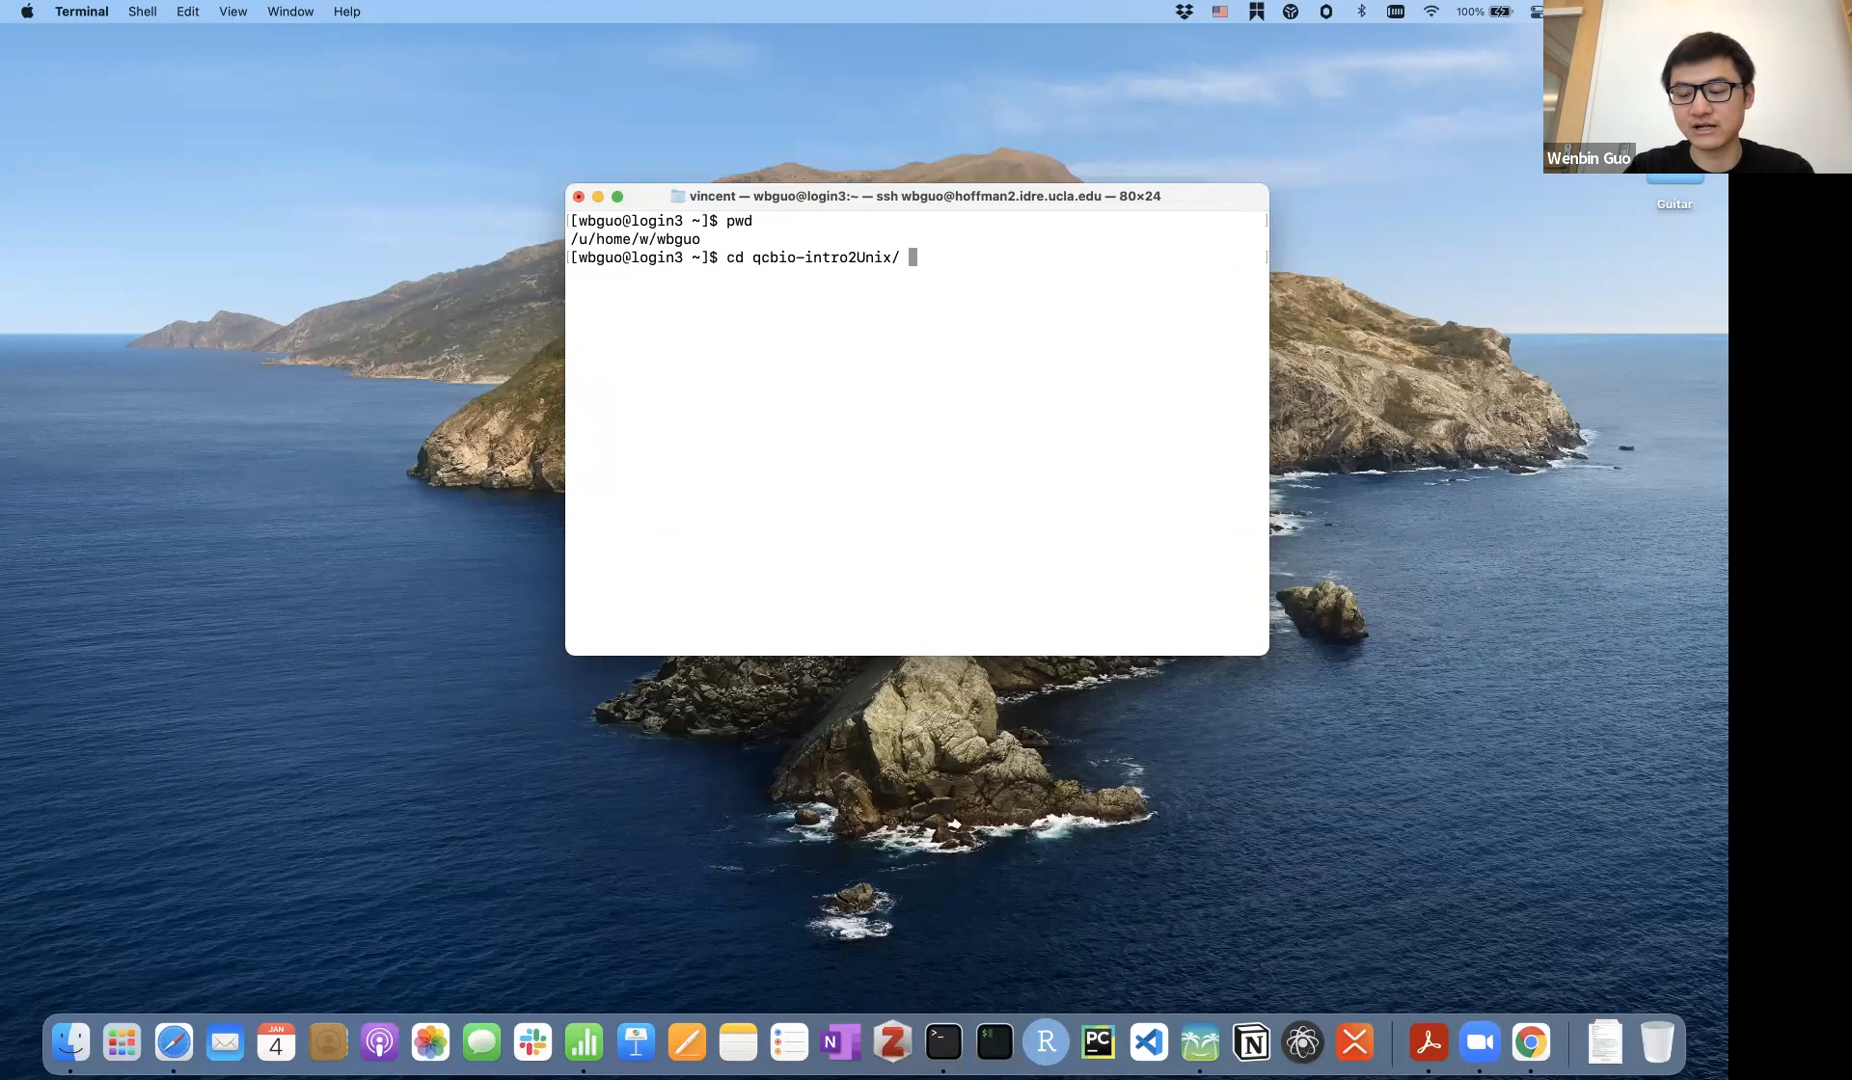 Terminal Shell Edit View Window Help
100%
Wenbin Guo
Guitar
vincent — wbguo@login3:~ — ssh wbguo@hoffman2.idre.ucla.edu — 80×24
[[wbguo@login3 ~]$ pwd ]
/u/home/w/wbguo
[[wbguo@login3 ~]$ cd qcbio-intro2Unix/ ]
JAN
4
N
Z
>_
$
R
PC
N